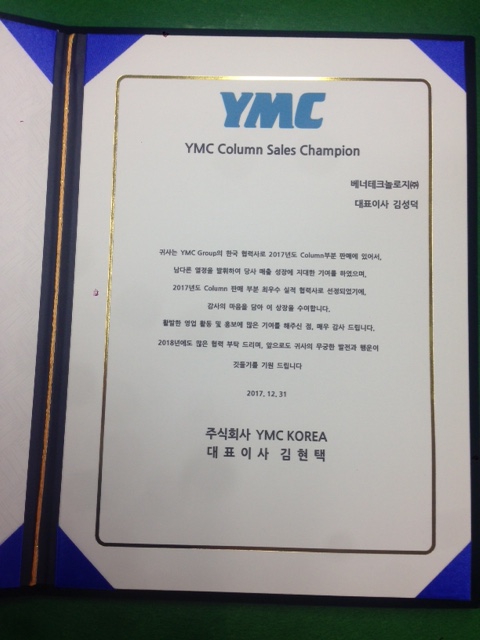 YMC
YMC Column Sales Champion
베너테크놀로지㈜
대표이사 김성덕
귀사는 YMC Group의 한국 협력사로 2017년도 Column부분 판매에 있어서,
남다른 열정을 발휘하여 당사 매출 성장에 지대한 기여를 하였으며,
2017년도 Column 판매 부분 최우수 실적 협력사로 선정되었기에,
감사의 마음을 담아 이 상장을 수여합니다.
활발한 영업 활동 및 홍보에 많은 기여를 해주신 점, 매우 감사 드립니다.
2018년에도 많은 협력 부탁 드리며, 앞으로도 귀사의 무궁한 발전과 행운이
깃들기를 기원 드립니다
2017, 12, 31
주식회사 YMC KOREA
대 표 이 사 김 현 택